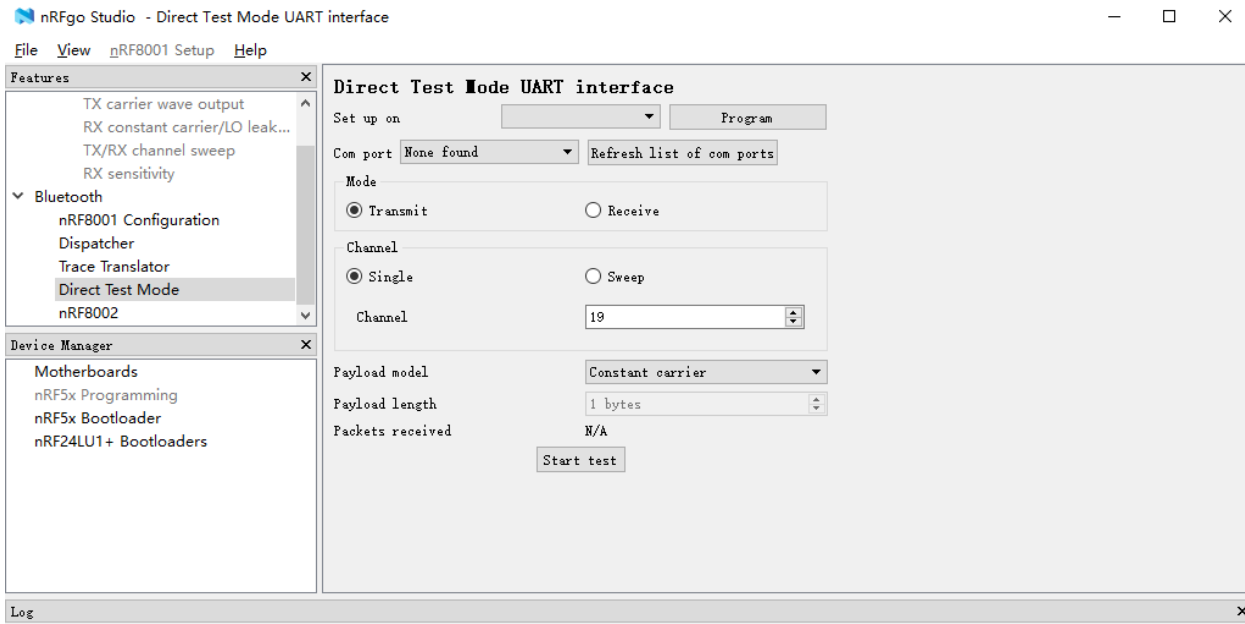 nRFgo Studio - Direct Test Mode UART interface
File View nRF8001 Setup Help
Features
TX carrier wave output
RX constant carrier/LO leak...
TX/RX channel sweep
RX sensitivity
Bluetooth
nRF8001 Configuration
Dispatcher
Trace Translator
Direct Test Mode
nRF8002
Device Manager
Motherboards
nRF5x Programming
nRF5x Bootloader
nRF24LU1+ Bootloaders
Direct Test Mode UART interface
Set up on Program
Com port None found Refresh list of com ports
Mode
Transmit Receive
Channel
Single Sweep
Channel 19
Payload model Constant carrier
Payload length 1 bytes
Packets received N/A
Start test
Log